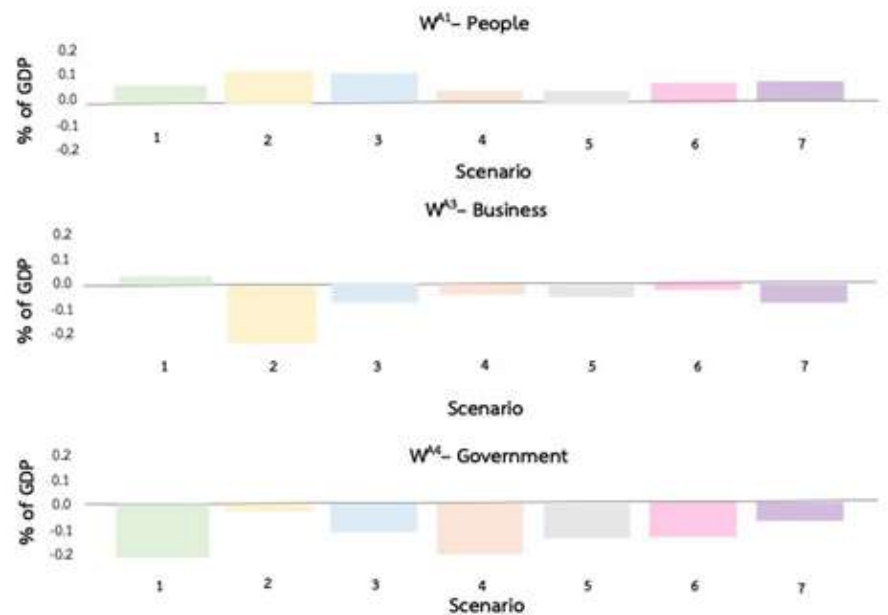 Wᴬ¹– People
% of GDP
0.2
0.1
0.0
-0.1
-0.2
1 2 3 4 5 6 7
Scenario
Wᴬ³– Business
% of GDP
0.2
0.1
0.0
-0.1
-0.2
1 2 3 4 5 6 7
Scenario
Wᴬ⁴– Government
% of GDP
0.2
0.1
0.0
-0.1
-0.2
1 2 3 4 5 6 7
Scenario